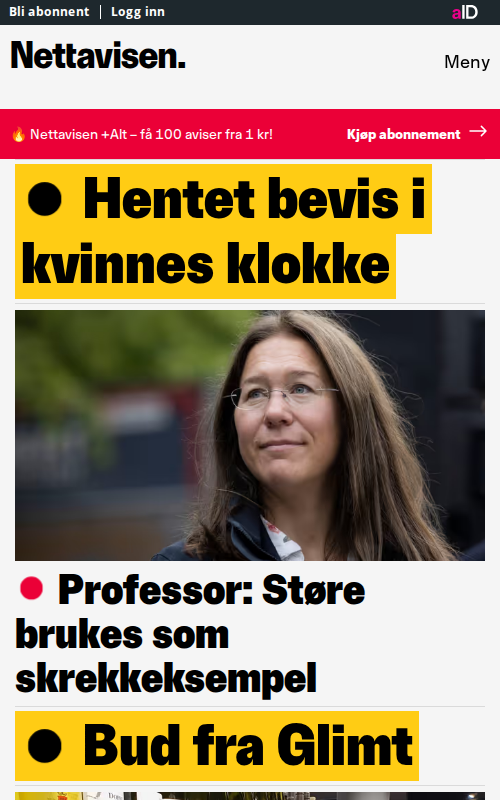 Bli abonnent | Logg inn
aID
Nettavisen.
Meny
🔥 Nettavisen +Alt – få 100 aviser fra 1 kr!
Kjøp abonnement →
● Hentet bevis i
kvinnes klokke
● Professor: Støre
brukes som
skrekkeksempel
● Bud fra Glimt